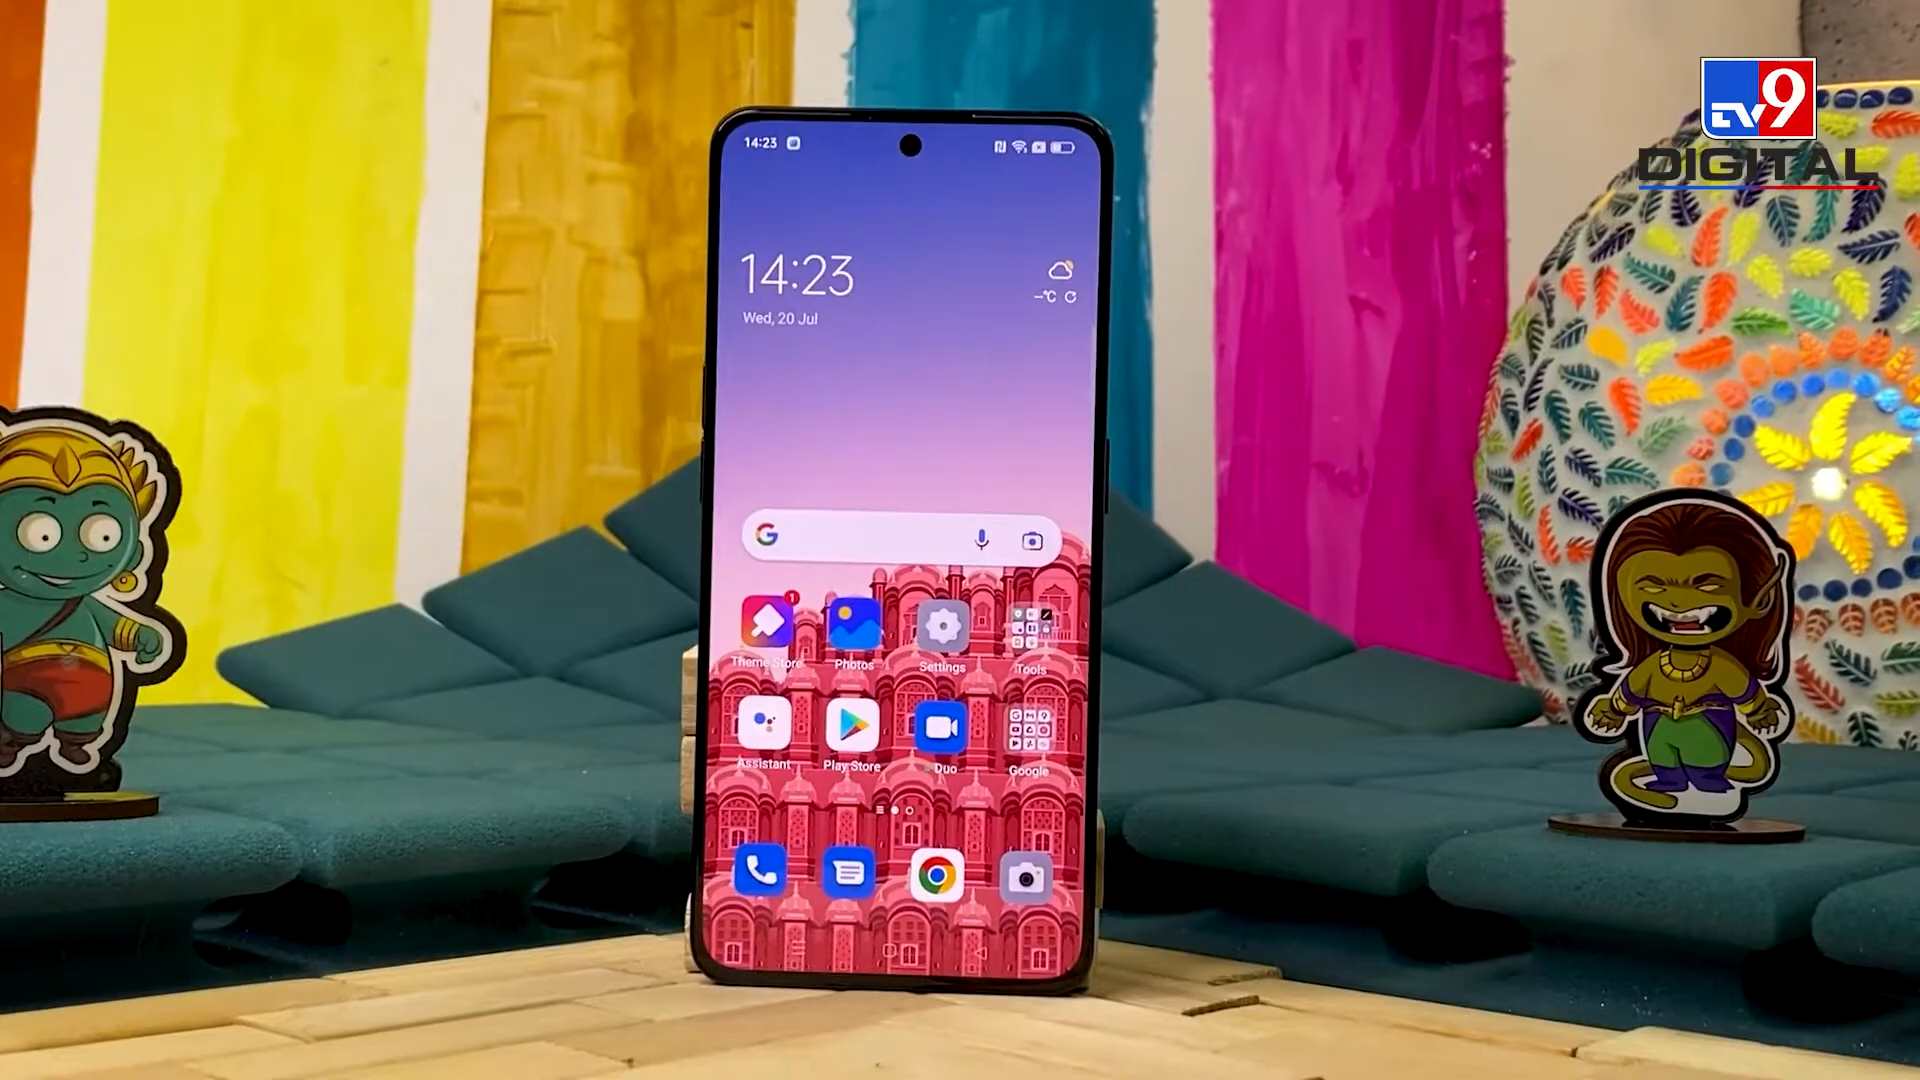 TV9
DIGITAL
14:23
14:23
Wed, 20 Jul
–°C
G
1
Theme Store
Photos
Settings
Tools
Assistant
Play Store
Duo
Google